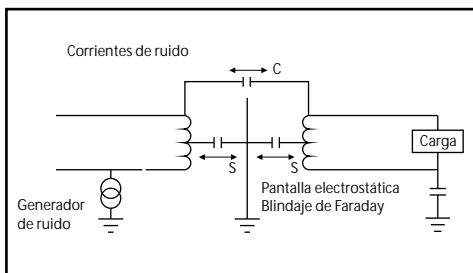 Corrientes de ruido
C
Carga
S
S
Generador
de ruido
Pantalla electrostática
Blindaje de Faraday